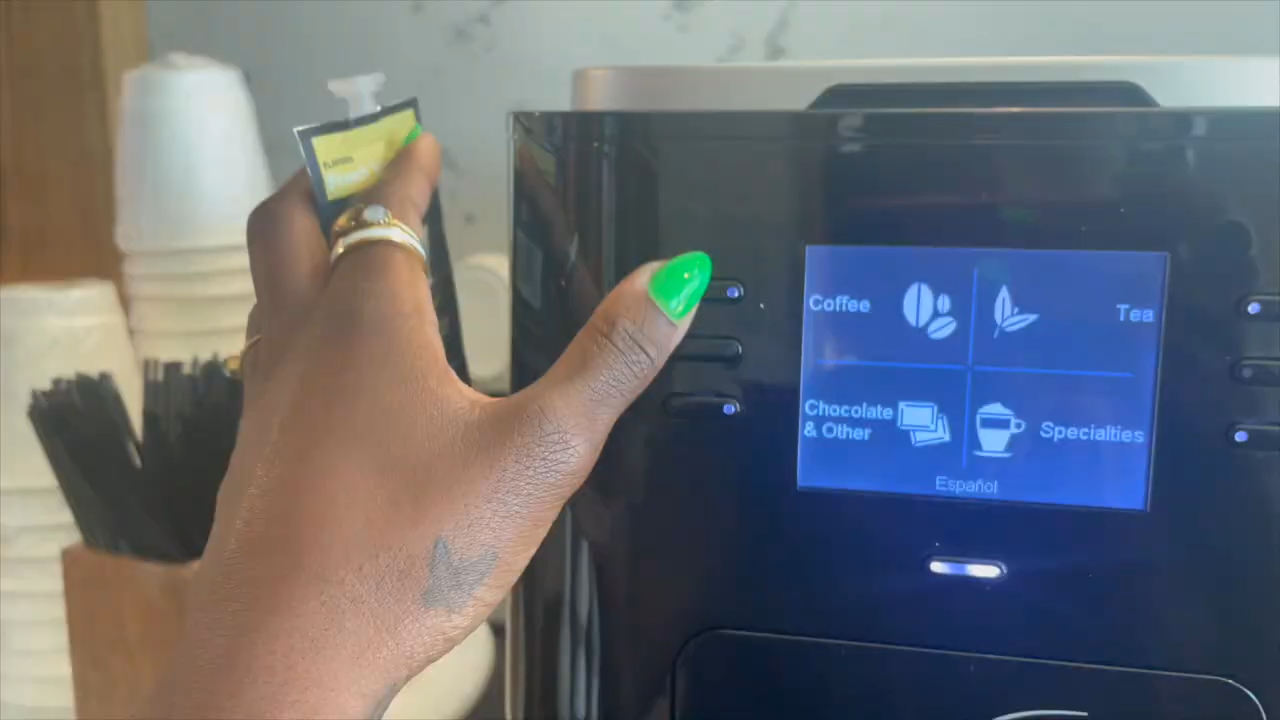 Coffee
Tea
Chocolate
& Other
Specialties
Español